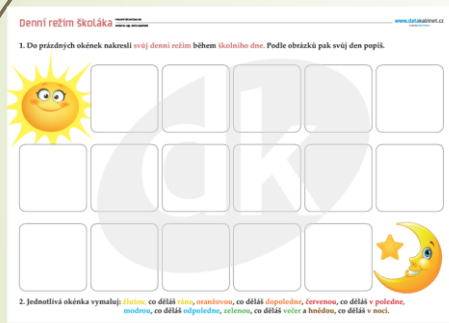 Denní režim školáka
www.datakabinet.cz
1. Do prázdných okének nakresli svůj denní režim během školního dne. Podle obrázků pak svůj den popiš.
dk
2. Jednotlivá okénka vymaluj: žlutou, co děláš ráno, oranžovou, co děláš dopoledne, červenou, co děláš v poledne,
modrou, co děláš odpoledne, zelenou, co děláš večer a hnědou, co děláš v noci.